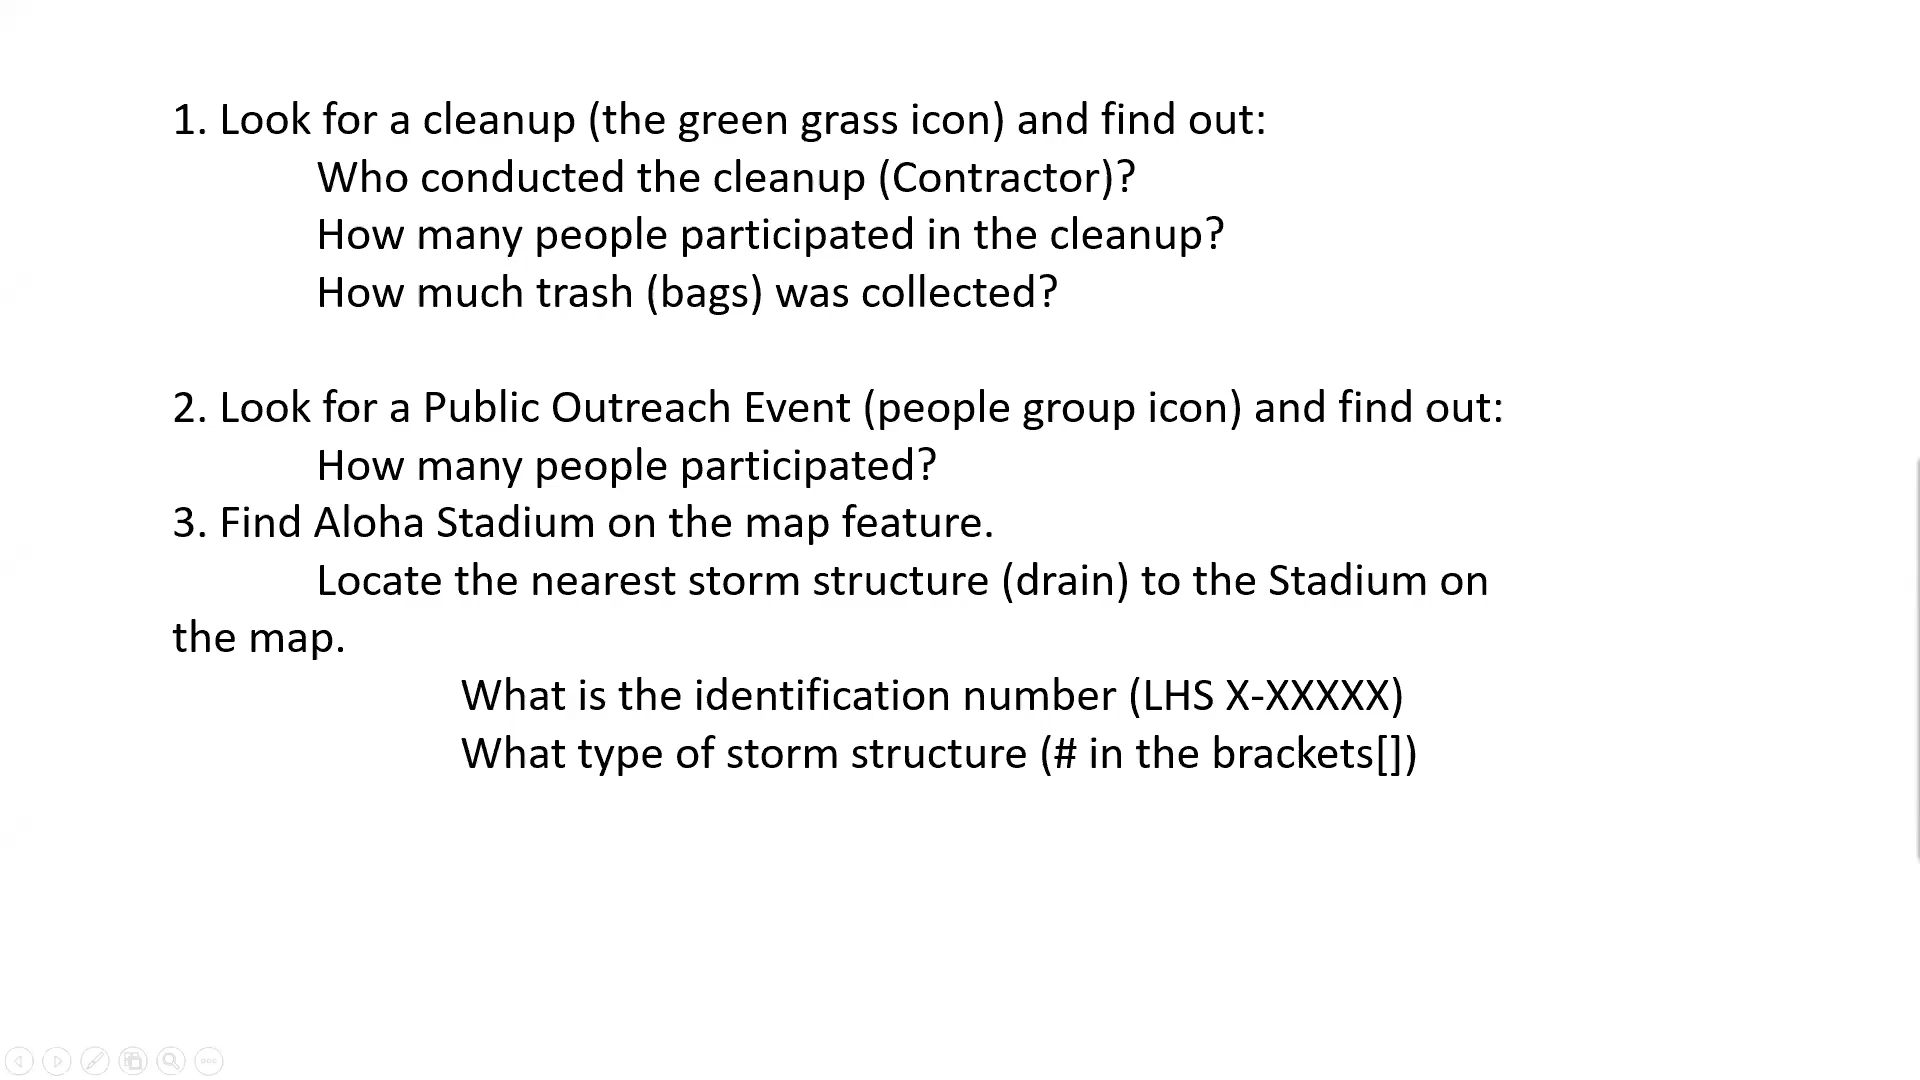 1. Look for a cleanup (the green grass icon) and find out:
Who conducted the cleanup (Contractor)?
How many people participated in the cleanup?
How much trash (bags) was collected?
2. Look for a Public Outreach Event (people group icon) and find out:
How many people participated?
3. Find Aloha Stadium on the map feature.
Locate the nearest storm structure (drain) to the Stadium on
the map.
What is the identification number (LHS X-XXXXX)
What type of storm structure (# in the brackets[])